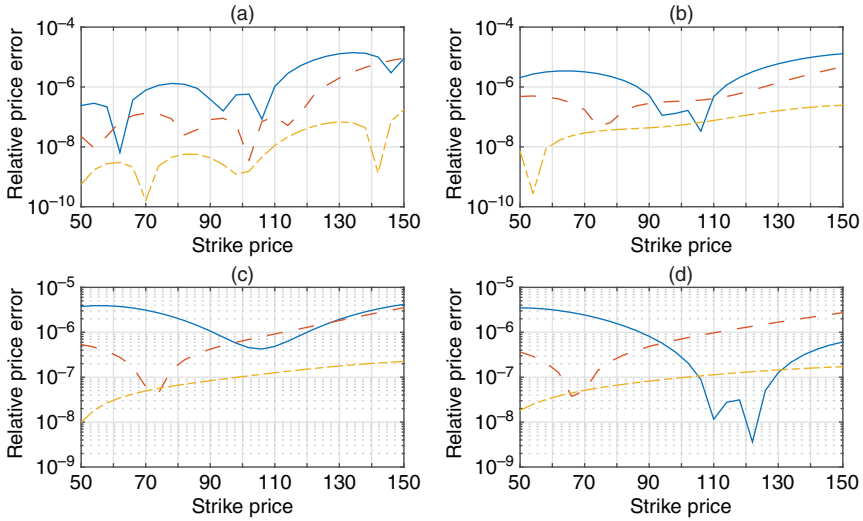 (a)
Relative price error
10⁻⁴
10⁻⁶
10⁻⁸
10⁻¹⁰
50 70 90 110 130 150
Strike price
(b)
Relative price error
10⁻⁴
10⁻⁶
10⁻⁸
10⁻¹⁰
50 70 90 110 130 150
Strike price
(c)
Relative price error
10⁻⁵
10⁻⁶
10⁻⁷
10⁻⁸
10⁻⁹
50 70 90 110 130 150
Strike price
(d)
Relative price error
10⁻⁵
10⁻⁶
10⁻⁷
10⁻⁸
10⁻⁹
50 70 90 110 130 150
Strike price